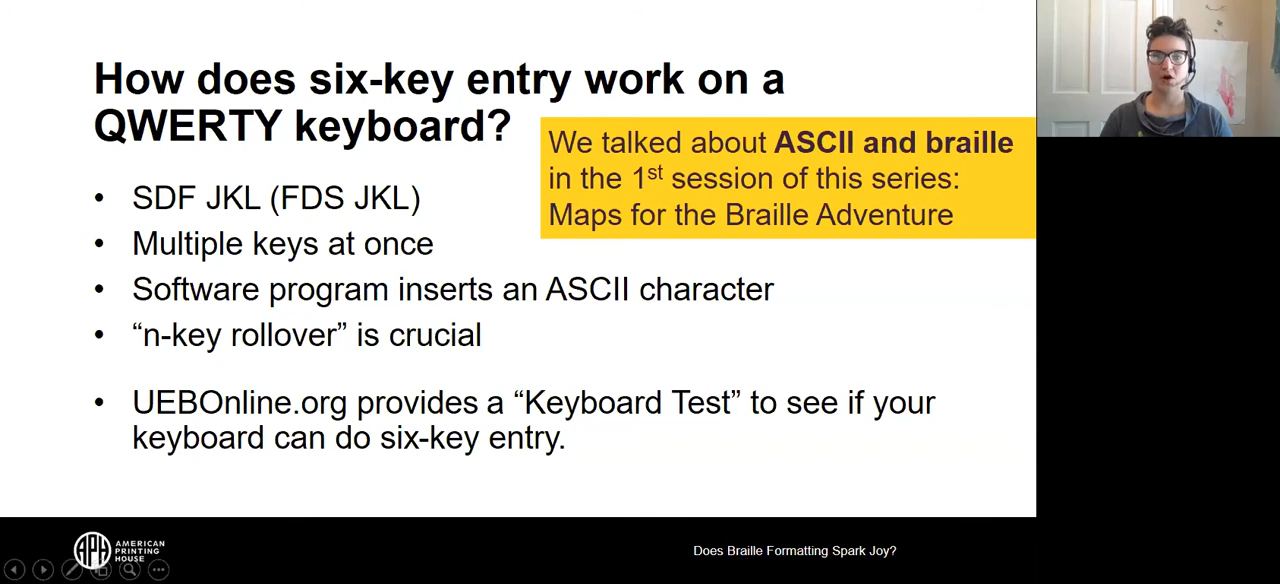 How does six-key entry work on a
QWERTY keyboard?
We talked about ASCII and braille
in the 1st session of this series:
Maps for the Braille Adventure
• SDF JKL (FDS JKL)
• Multiple keys at once
• Software program inserts an ASCII character
• “n-key rollover” is crucial
• UEBOnline.org provides a “Keyboard Test” to see if your
keyboard can do six-key entry.
APH
AMERICAN
PRINTING
HOUSE
Does Braille Formatting Spark Joy?